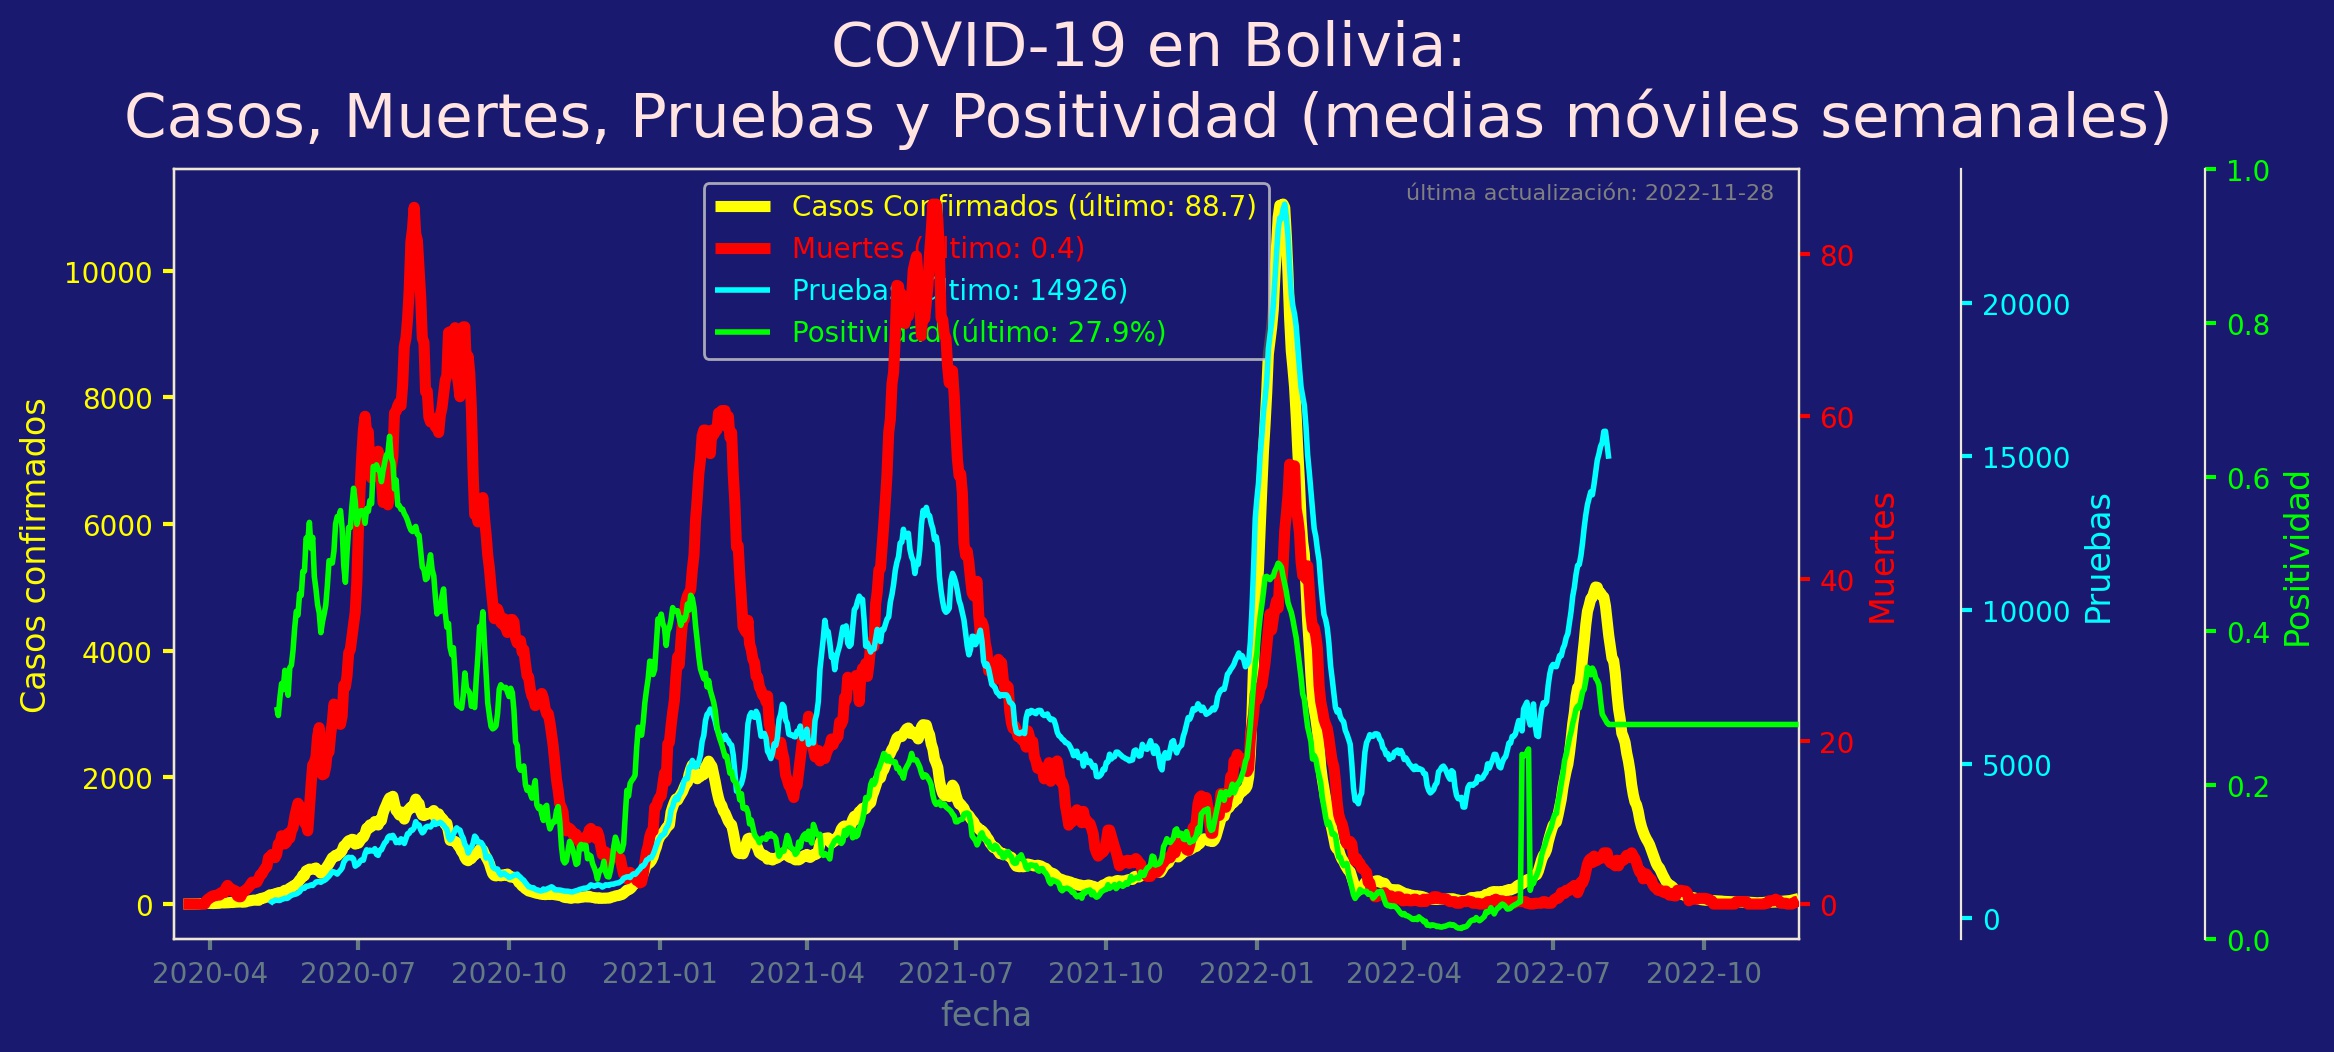 COVID-19 en Bolivia:
Casos, Muertes, Pruebas y Positividad (medias móviles semanales)
última actualización: 2022-11-28
Casos Confirmados (último: 88.7)
Muertes (último: 0.4)
Pruebas (último: 14926)
Positividad (último: 27.9%)
Casos confirmados
10000
8000
6000
4000
2000
0
Muertes
80
60
40
20
0
Pruebas
20000
15000
10000
5000
0
Positividad
1.0
0.8
0.6
0.4
0.2
0.0
2020-04 2020-07 2020-10 2021-01 2021-04 2021-07 2021-10 2022-01 2022-04 2022-07 2022-10
fecha